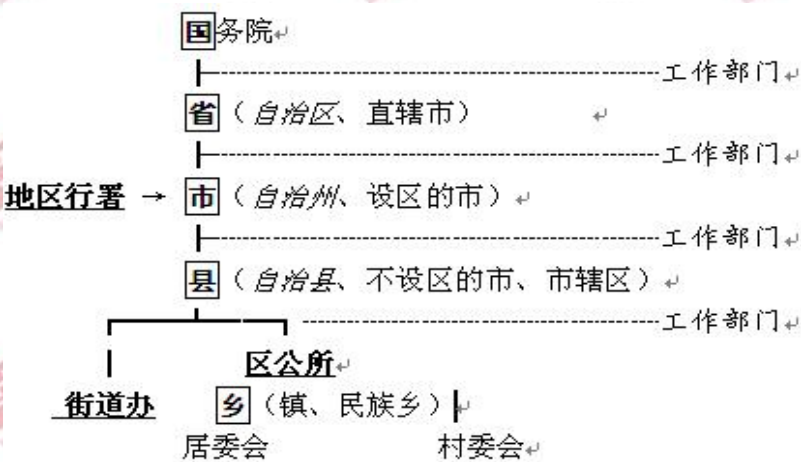 国务院
工作部门
省（自治区、直辖市）
工作部门
地区行署 → 市（自治州、设区的市）
工作部门
县（自治县、不设区的市、市辖区）
工作部门
区公所
街道办 乡（镇、民族乡）
居委会 村委会